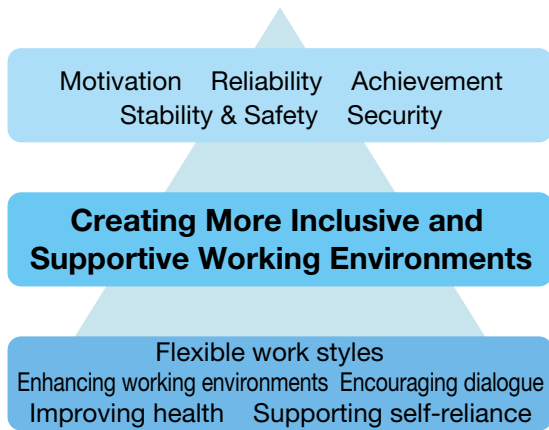 Motivation Reliability Achievement
Stability & Safety Security
Creating More Inclusive and
Supportive Working Environments
Flexible work styles
Enhancing working environments Encouraging dialogue
Improving health Supporting self-reliance